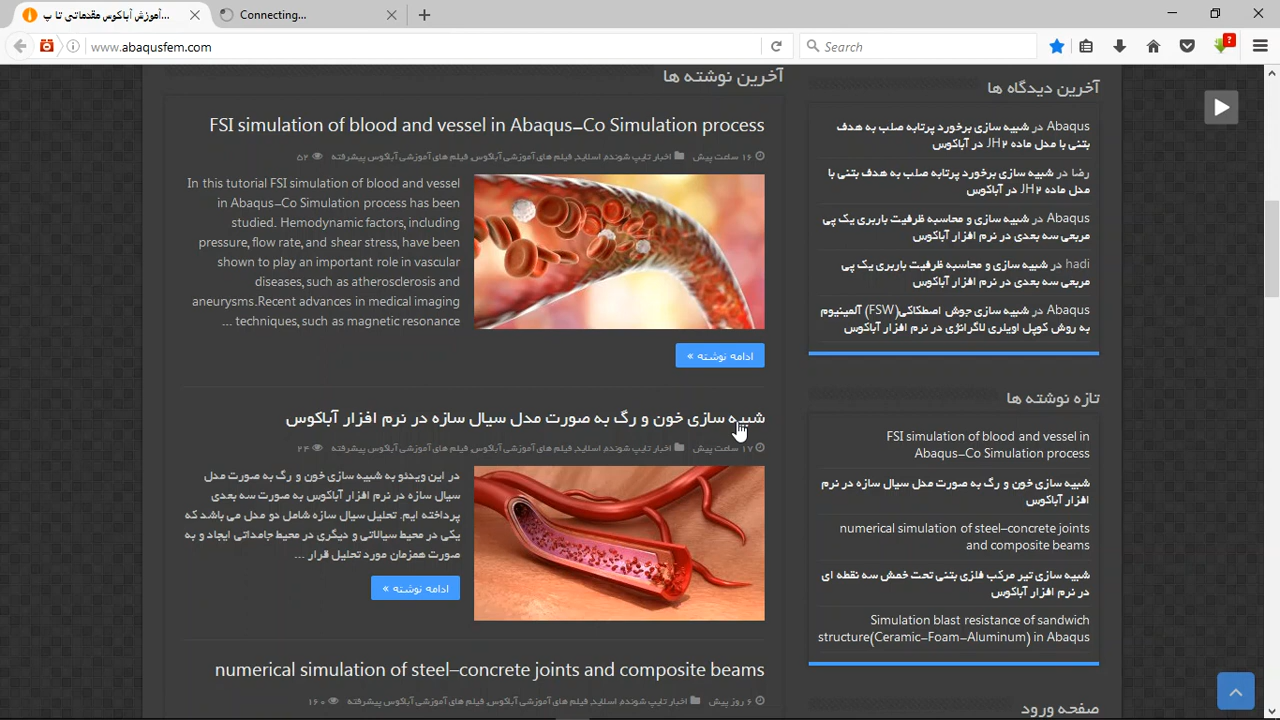 آموزش آباکوس مقدماتی تا پ...
Connecting...
www.abaqusfem.com
Search
?
آخرین نوشته ها
FSI simulation of blood and vessel in Abaqus–Co Simulation process
۱۶ ساعت پیش اخبار تایپ شونده, اسلاید, فیلم های آموزشی آباکوس, فیلم های آموزشی آباکوس پیشرفته ۵۲
In this tutorial FSI simulation of blood and vessel
in Abaqus–Co Simulation process has been
studied. Hemodynamic factors, including
pressure, flow rate, and shear stress, have been
shown to play an important role in vascular
diseases, such as atherosclerosis and
aneurysms.Recent advances in medical imaging
techniques, such as magnetic resonance ...
ادامه نوشته »
شبیه سازی خون و رگ به صورت مدل سیال سازه در نرم افزار آباکوس
۱۷ ساعت پیش اخبار تایپ شونده, اسلاید, فیلم های آموزشی آباکوس, فیلم های آموزشی آباکوس پیشرفته ۲۴
در این ویدئو به شبیه سازی خون و رگ به صورت مدل
سیال سازه در نرم افزار آباکوس به صورت سه بعدی
پرداخته ایم. تحلیل سیال سازه شامل دو مدل می باشد که
یکی در محیط سیالاتی و دیگری در محیط جامداتی ایجاد و به
صورت همزمان مورد تحلیل قرار ...
ادامه نوشته »
numerical simulation of steel–concrete joints and composite beams
۶ روز پیش اخبار تایپ شونده, اسلاید, فیلم های آموزشی آباکوس, فیلم های آموزشی آباکوس پیشرفته ۱۶۰
آخرین دیدگاه ها
Abaqus در شبیه سازی برخورد پرتابه صلب به هدف
بتنی با مدل ماده JH۲ در آباکوس
رضا در شبیه سازی برخورد پرتابه صلب به هدف بتنی با
مدل ماده JH۲ در آباکوس
Abaqus در شبیه سازی و محاسبه ظرفیت باربری یک پی
مربعی سه بعدی در نرم افزار آباکوس
hadi در شبیه سازی و محاسبه ظرفیت باربری یک پی
مربعی سه بعدی در نرم افزار آباکوس
Abaqus در شبیه سازی جوش اصطکاکی(FSW) آلمینیوم
به روش کوپل اویلری لاگرانژی در نرم افزار آباکوس
تازه نوشته ها
FSI simulation of blood and vessel in
Abaqus–Co Simulation process
شبیه سازی خون و رگ به صورت مدل سیال سازه در نرم
افزار آباکوس
numerical simulation of steel–concrete joints
and composite beams
شبیه سازی تیر مرکب فلزی بتنی تحت خمش سه نقطه ای
در نرم افزار آباکوس
Simulation blast resistance of sandwich
structure(Ceramic–Foam–Aluminum) in Abaqus
صفحه ورود